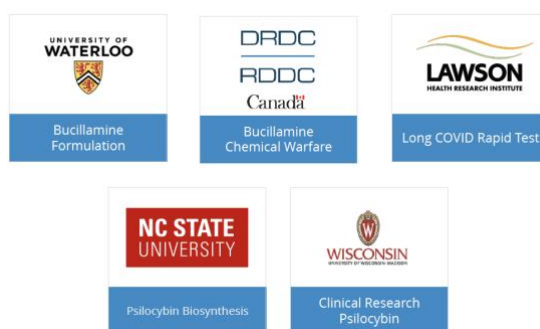 UNIVERSITY OF
WATERLOO
Bucillamine
Formulation
DRDC
RDDC
Canada
Bucillamine
Chemical Warfare
LAWSON
HEALTH RESEARCH INSTITUTE
Long COVID Rapid Test
NC STATE
UNIVERSITY
Psilocybin Biosynthesis
WISCONSIN
UNIVERSITY OF WISCONSIN-MADISON
Clinical Research
Psilocybin